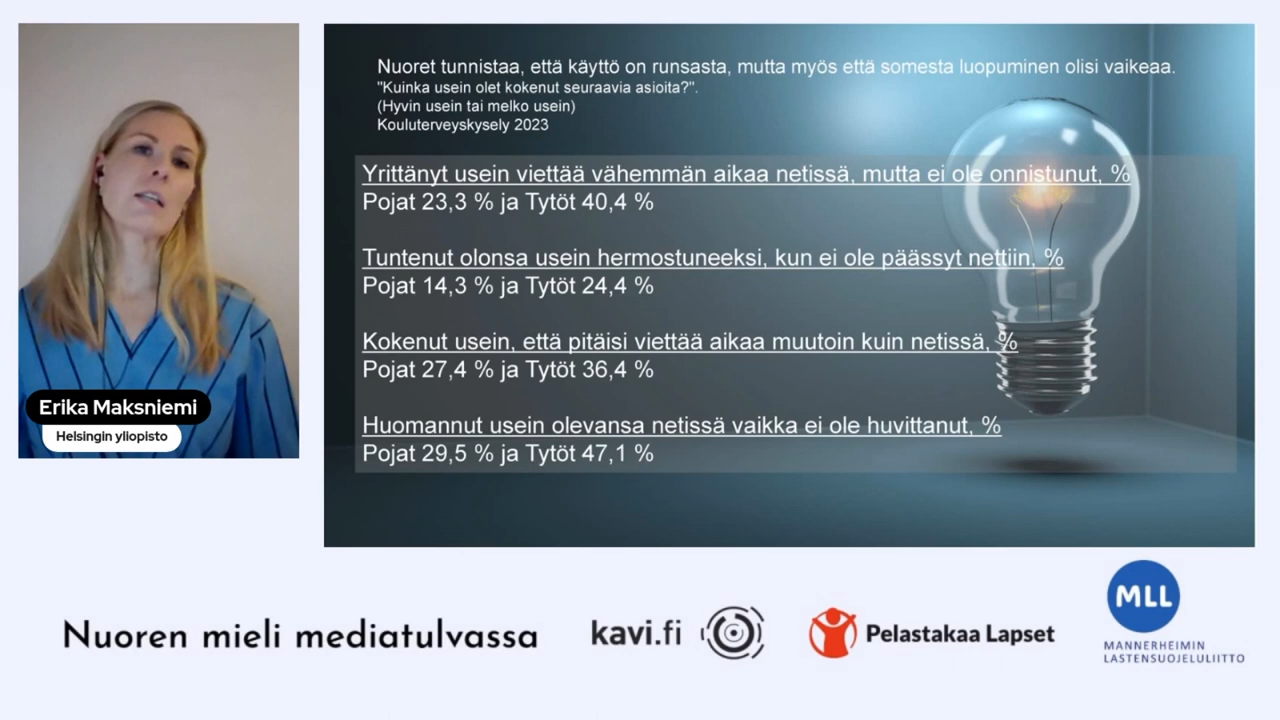 Nuoret tunnistaa, että käyttö on runsasta, mutta myös että somesta luopuminen olisi vaikeaa.
"Kuinka usein olet kokenut seuraavia asioita?".
(Hyvin usein tai melko usein)
Kouluterveyskysely 2023
Yrittänyt usein viettää vähemmän aikaa netissä, mutta ei ole onnistunut, %
Pojat 23,3 % ja Tytöt 40,4 %
Tuntenut olonsa usein hermostuneeksi, kun ei ole päässyt nettiin, %
Pojat 14,3 % ja Tytöt 24,4 %
Kokenut usein, että pitäisi viettää aikaa muutoin kuin netissä, %
Pojat 27,4 % ja Tytöt 36,4 %
Huomannut usein olevansa netissä vaikka ei ole huvittanut, %
Pojat 29,5 % ja Tytöt 47,1 %
Erika Maksniemi
Helsingin yliopisto
Nuoren mieli mediatulvassa
kavi.fi
Pelastakaa Lapset
MLL
MANNERHEIMIN
LASTENSUOJELULIITTO